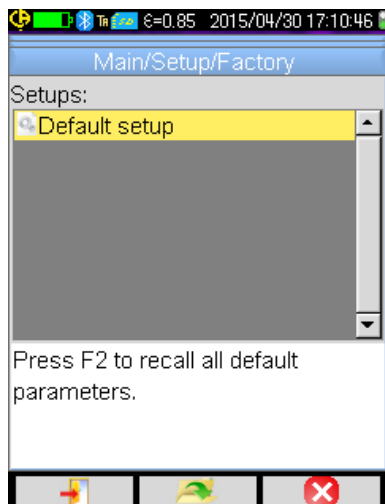 TA ε=0.85 2015/04/30 17:10:46
Main/Setup/Factory
Setups:
Default setup
Press F2 to recall all default
parameters.